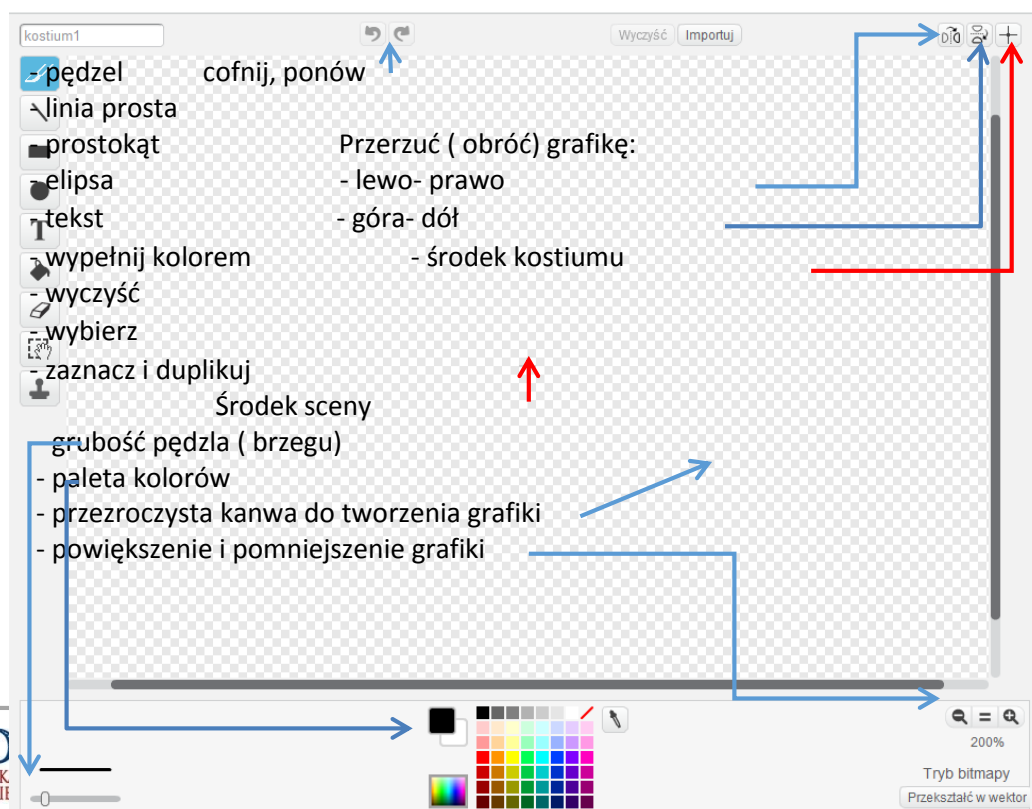 kostium1
Wyczyść Importuj
- pędzel cofnij, ponów
- linia prosta
- prostokąt Przerzuć ( obróć) grafikę:
- elipsa - lewo- prawo
- tekst - góra- dół
- wypełnij kolorem - środek kostiumu
- wyczyść
- wybierz
- zaznacz i duplikuj
Środek sceny
grubość pędzla ( brzegu)
- paleta kolorów
- przezroczysta kanwa do tworzenia grafiki
- powiększenie i pomniejszenie grafiki
200%
Tryb bitmapy
Przekształć w wektor